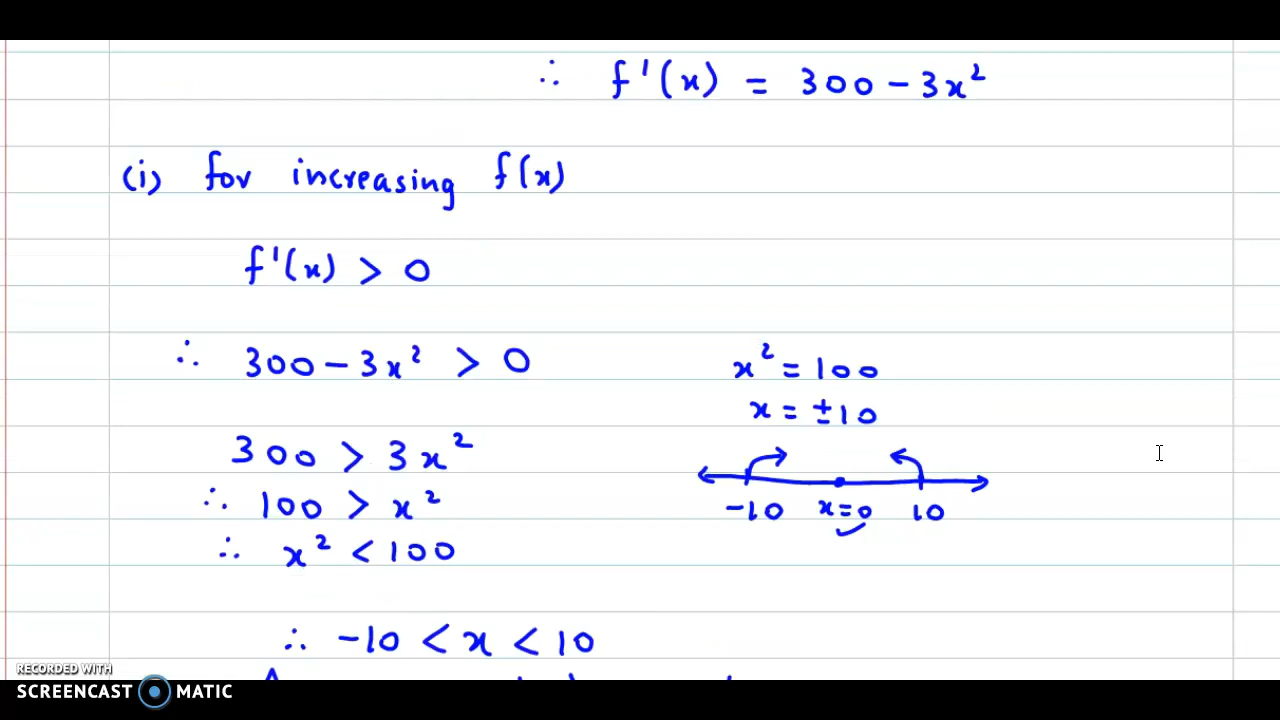 ∴ f'(x) = 300 - 3x²
(i) for increasing f(x)
f'(x) > 0
∴ 300 - 3x² > 0
x² = 100
x = ±10
300 > 3x²
-10 x=0 10
∴ 100 > x²
∴ x² < 100
∴ -10 < x < 10
RECORDED WITH
SCREENCAST MATIC